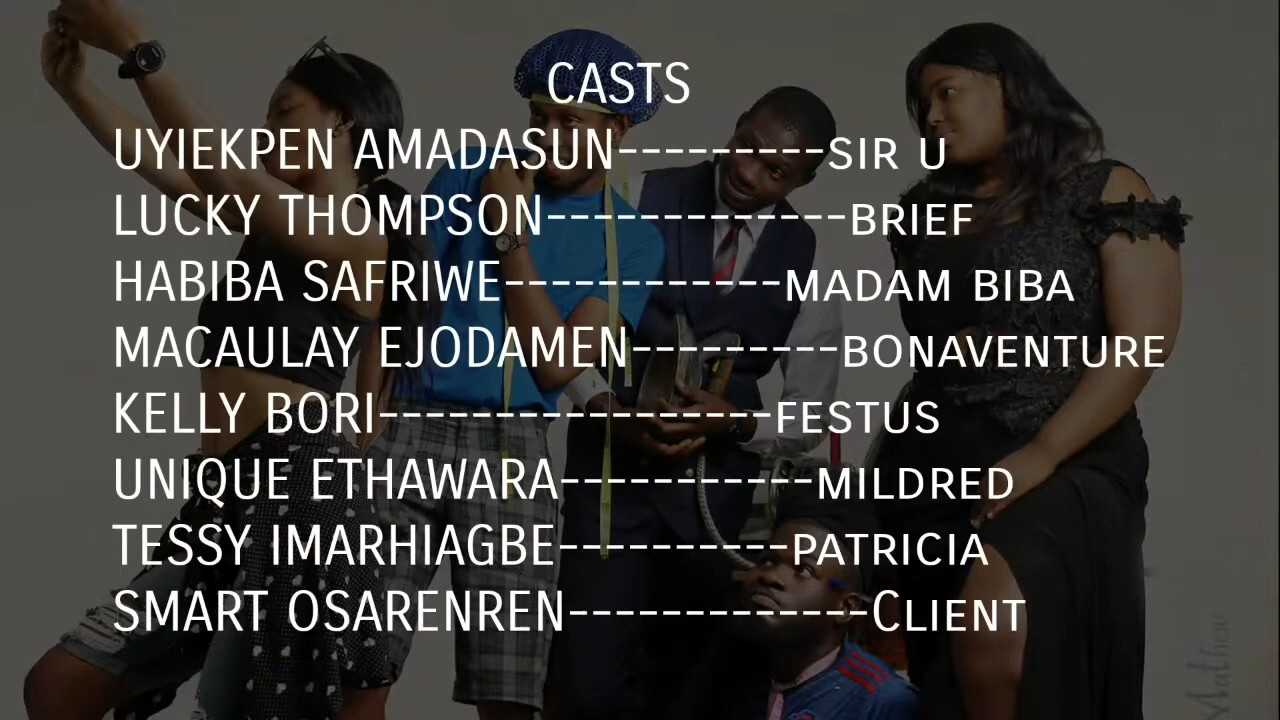 CASTS
UYIEKPEN AMADASUN---------SIR U
LUCKY THOMPSON-------------BRIEF
HABIBA SAFRIWE------------MADAM BIBA
MACAULAY EJODAMEN---------BONAVENTURE
KELLY BORI-----------------FESTUS
UNIQUE ETHAWARA-----------MILDRED
TESSY IMARHIAGBE----------PATRICIA
SMART OSARENREN-------------CLIENT
Mathew